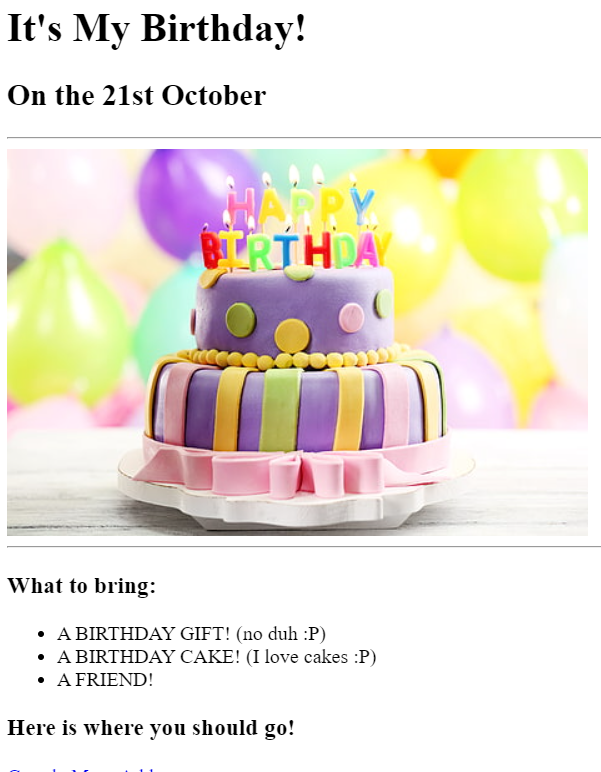 It's My Birthday!
On the 21st October
HAPPY
BIRTHDAY
What to bring:
A BIRTHDAY GIFT! (no duh :P)
A BIRTHDAY CAKE! (I love cakes :P)
A FRIEND!
Here is where you should go!